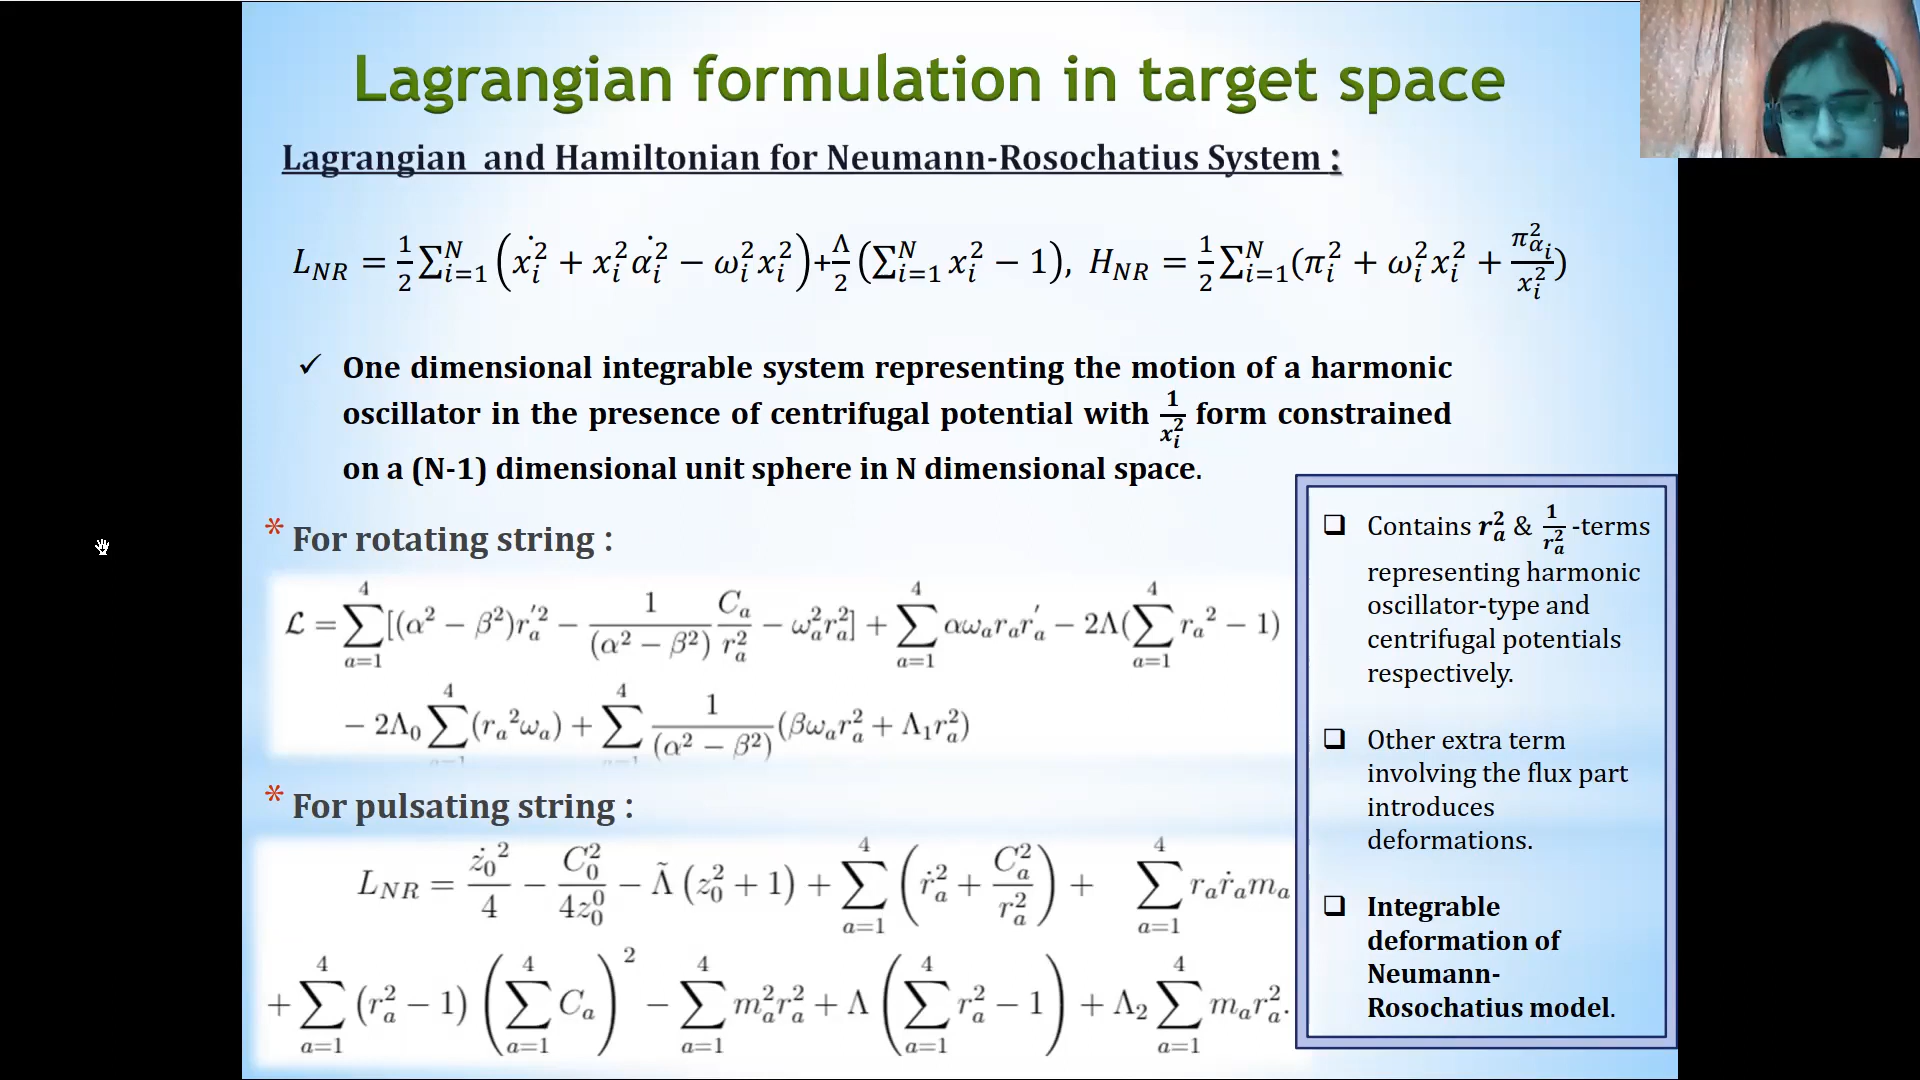 Lagrangian formulation in target space
Lagrangian and Hamiltonian for Neumann-Rosochatius System :
$L_{NR} = \frac{1}{2}\sum_{i=1}^{N}\left(\dot{x_i^2} + x_i^2\dot{\alpha_i^2} - \omega_i^2 x_i^2\right) + \frac{\Lambda}{2}\left(\sum_{i=1}^{N} x_i^2 - 1\right),\ H_{NR} = \frac{1}{2}\sum_{i=1}^{N}(\pi_i^2 + \omega_i^2 x_i^2 + \frac{\pi_{\alpha_i}^2}{x_i^2})$
✓ One dimensional integrable system representing the motion of a harmonic
oscillator in the presence of centrifugal potential with $\frac{1}{x_i^2}$ form constrained
on a (N-1) dimensional unit sphere in N dimensional space.
* For rotating string :
$\mathcal{L} = \sum_{a=1}^{4}[(\alpha^2 - \beta^2)r_a^{'2} - \frac{1}{(\alpha^2 - \beta^2)}\frac{C_a}{r_a^2} - \omega_a^2 r_a^2] + \sum_{a=1}^{4}\alpha\omega_a r_a r_a^{'} - 2\Lambda(\sum_{a=1}^{4} {r_a}^2 - 1)$
$- 2\Lambda_0 \sum_{a=1}^{4}({r_a}^2\omega_a) + \sum_{a=1}^{4}\frac{1}{(\alpha^2 - \beta^2)}(\beta\omega_a r_a^2 + \Lambda_1 r_a^2)$
* For pulsating string :
$L_{NR} = \frac{\dot{z_0}^2}{4} - \frac{C_0^2}{4z_0^0} - \tilde{\Lambda}\left(z_0^2 + 1\right) + \sum_{a=1}^{4}\left(\dot{r}_a^2 + \frac{C_a^2}{r_a^2}\right) + \sum_{a=1}^{4} r_a\dot{r}_a m_a$
$+ \sum_{a=1}^{4}\left(r_a^2 - 1\right)\left(\sum_{a=1}^{4} C_a\right)^2 - \sum_{a=1}^{4} m_a^2 r_a^2 + \Lambda\left(\sum_{a=1}^{4} r_a^2 - 1\right) + \Lambda_2\sum_{a=1}^{4} m_a r_a^2.$
❑ Contains $r_a^2$ & $\frac{1}{r_a^2}$ -terms
representing harmonic
oscillator-type and
centrifugal potentials
respectively.
❑ Other extra term
involving the flux part
introduces
deformations.
❑ Integrable
deformation of
Neumann-
Rosochatius model.